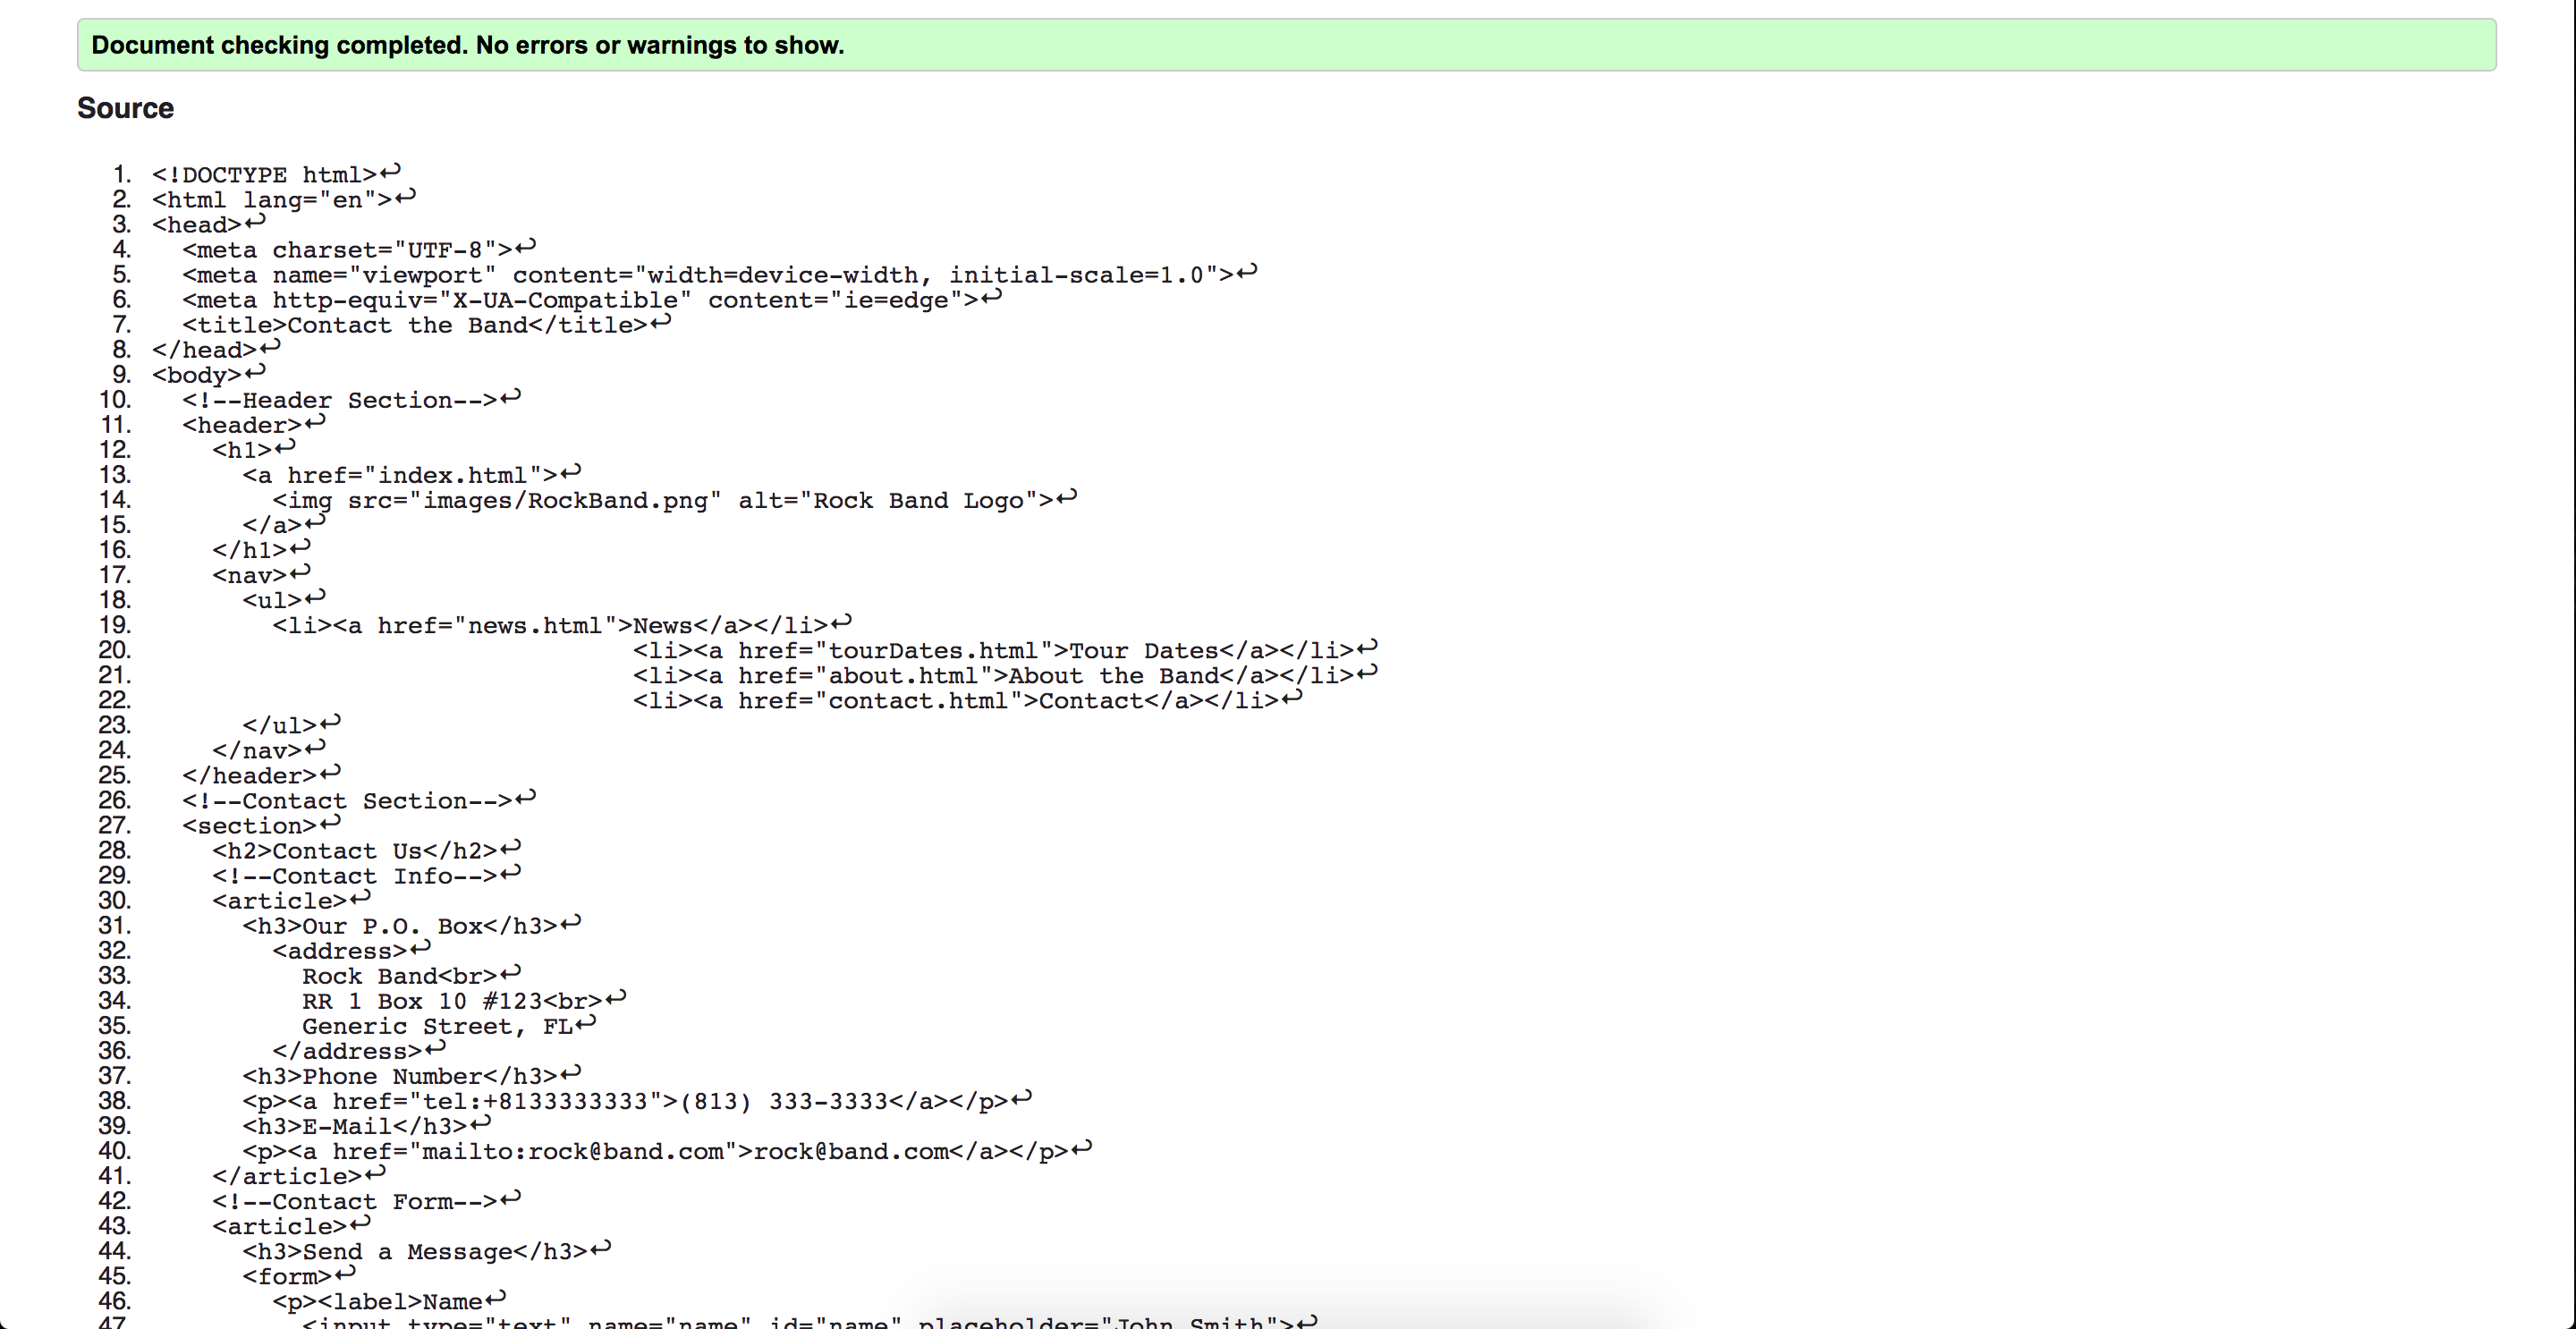 Document checking completed. No errors or warnings to show.
Source
1. <!DOCTYPE html>↩
2. <html lang="en">↩
3. <head>↩
4.   <meta charset="UTF-8">↩
5.   <meta name="viewport" content="width=device-width, initial-scale=1.0">↩
6.   <meta http-equiv="X-UA-Compatible" content="ie=edge">↩
7.   <title>Contact the Band</title>↩
8. </head>↩
9. <body>↩
10.   <!--Header Section-->↩
11.   <header>↩
12.     <h1>↩
13.       <a href="index.html">↩
14.         <img src="images/RockBand.png" alt="Rock Band Logo">↩
15.       </a>↩
16.     </h1>↩
17.     <nav>↩
18.       <ul>↩
19.         <li><a href="news.html">News</a></li>↩
20.                                 <li><a href="tourDates.html">Tour Dates</a></li>↩
21.                                 <li><a href="about.html">About the Band</a></li>↩
22.                                 <li><a href="contact.html">Contact</a></li>↩
23.       </ul>↩
24.     </nav>↩
25.   </header>↩
26.   <!--Contact Section-->↩
27.   <section>↩
28.     <h2>Contact Us</h2>↩
29.     <!--Contact Info-->↩
30.     <article>↩
31.       <h3>Our P.O. Box</h3>↩
32.         <address>↩
33.           Rock Band<br>↩
34.           RR 1 Box 10 #123<br>↩
35.           Generic Street, FL↩
36.         </address>↩
37.       <h3>Phone Number</h3>↩
38.       <p><a href="tel:+8133333333">(813) 333-3333</a></p>↩
39.       <h3>E-Mail</h3>↩
40.       <p><a href="mailto:rock@band.com">rock@band.com</a></p>↩
41.     </article>↩
42.     <!--Contact Form-->↩
43.     <article>↩
44.       <h3>Send a Message</h3>↩
45.       <form>↩
46.         <p><label>Name↩
47.           <input type="text" name="name" id="name" placeholder="John Smith">↩